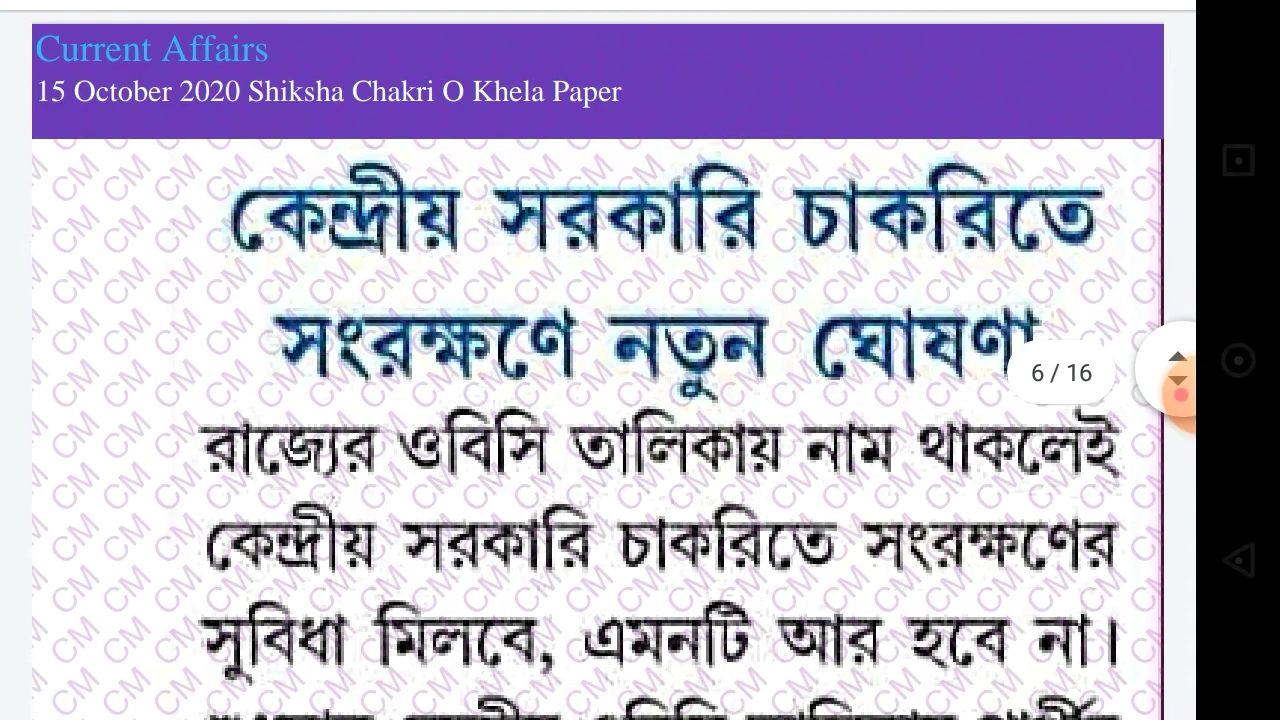 Current Affairs
15 October 2020 Shiksha Chakri O Khela Paper
কেন্দ্রীয় সরকারি চাকরিতে
সংরক্ষণে নতুন ঘোষণা
6 / 16
রাজ্যের ওবিসি তালিকায় নাম থাকলেই
কেন্দ্রীয় সরকারি চাকরিতে সংরক্ষণের
সুবিধা মিলবে, এমনটি আর হবে না।